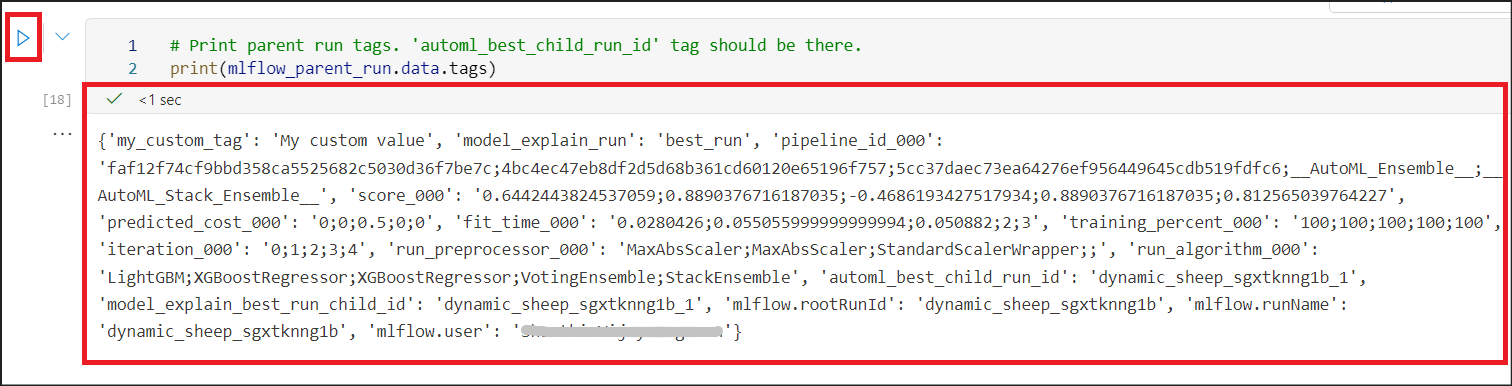 1 # Print parent run tags. 'automl_best_child_run_id' tag should be there.
2 print(mlflow_parent_run.data.tags)
[18] <1 sec
...
{'my_custom_tag': 'My custom value', 'model_explain_run': 'best_run', 'pipeline_id_000':
'faf12f74cf9bbd358ca5525682c5030d36f7be7c;4bc4ec47eb8df2d5d68b361cd60120e65196f757;5cc37daec73ea64276ef956449645cdb519fdfc6;__AutoML_Ensemble__;__
AutoML_Stack_Ensemble__', 'score_000': '0.6442443824537059;0.8890376716187035;-0.4686193427517934;0.8890376716187035;0.812565039764227',
'predicted_cost_000': '0;0;0.5;0;0', 'fit_time_000': '0.0280426;0.055055999999999994;0.050882;2;3', 'training_percent_000': '100;100;100;100;100',
'iteration_000': '0;1;2;3;4', 'run_preprocessor_000': 'MaxAbsScaler;MaxAbsScaler;StandardScalerWrapper;;', 'run_algorithm_000':
'LightGBM;XGBoostRegressor;XGBoostRegressor;VotingEnsemble;StackEnsemble', 'automl_best_child_run_id': 'dynamic_sheep_sgxtknng1b_1',
'model_explain_best_run_child_id': 'dynamic_sheep_sgxtknng1b_1', 'mlflow.rootRunId': 'dynamic_sheep_sgxtknng1b', 'mlflow.runName':
'dynamic_sheep_sgxtknng1b', 'mlflow.user': ' '}